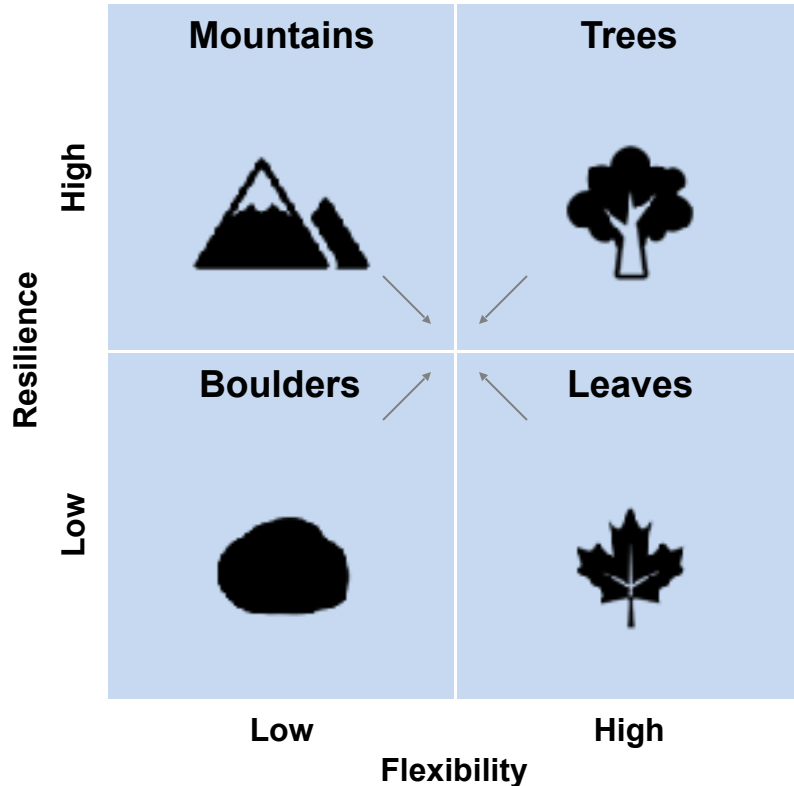 Mountains
Trees
High
Resilience
Boulders
Leaves
Low
Low
High
Flexibility